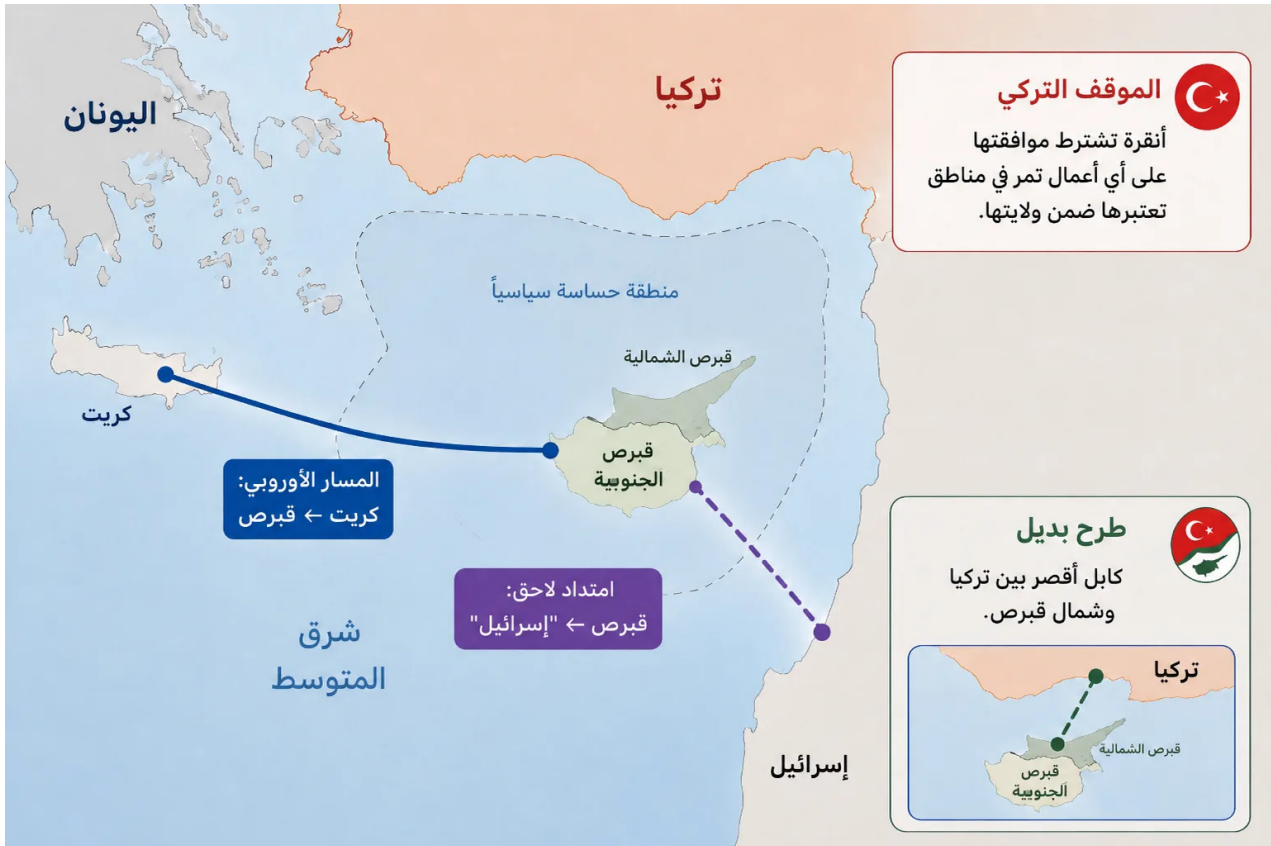 تركيا
اليونان
الموقف التركي
أنقرة تشترط موافقتها
على أي أعمال تمر في مناطق
تعتبرها ضمن ولايتها.
منطقة حساسة سياسياً
قبرص الشمالية
كريت
قبرص
الجنوبية
المسار الأوروبي:
كريت ← قبرص
امتداد لاحق:
قبرص ← "إسرائيل"
شرق
المتوسط
إسرائيل
طرح بديل
كابل أقصر بين تركيا
وشمال قبرص.
تركيا
قبرص الشمالية
قبرص
الجنوبية